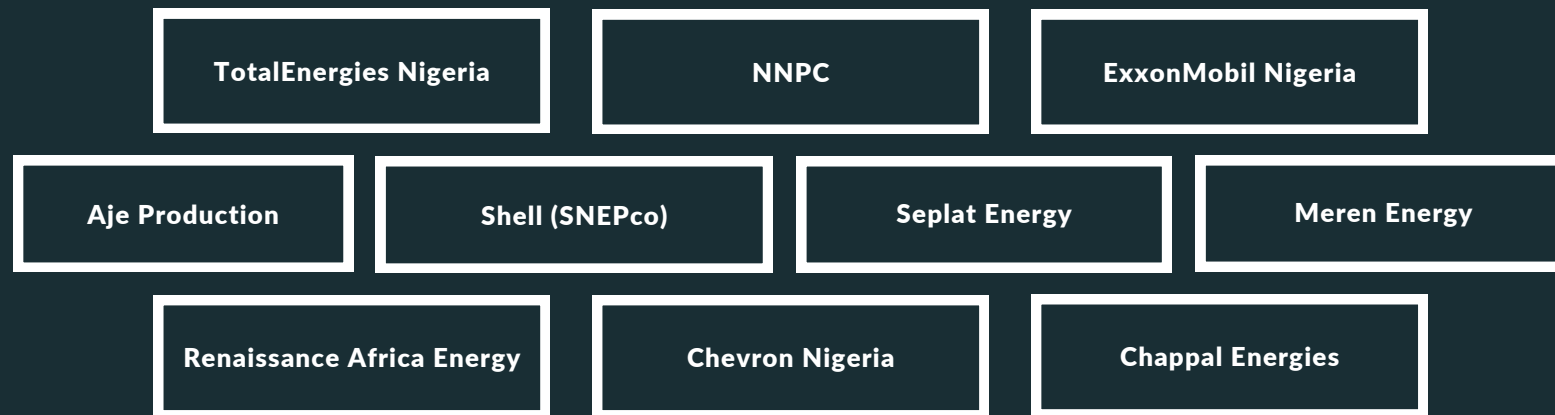 TotalEnergies Nigeria
NNPC
ExxonMobil Nigeria
Aje Production
Shell (SNEPco)
Seplat Energy
Meren Energy
Renaissance Africa Energy
Chevron Nigeria
Chappal Energies